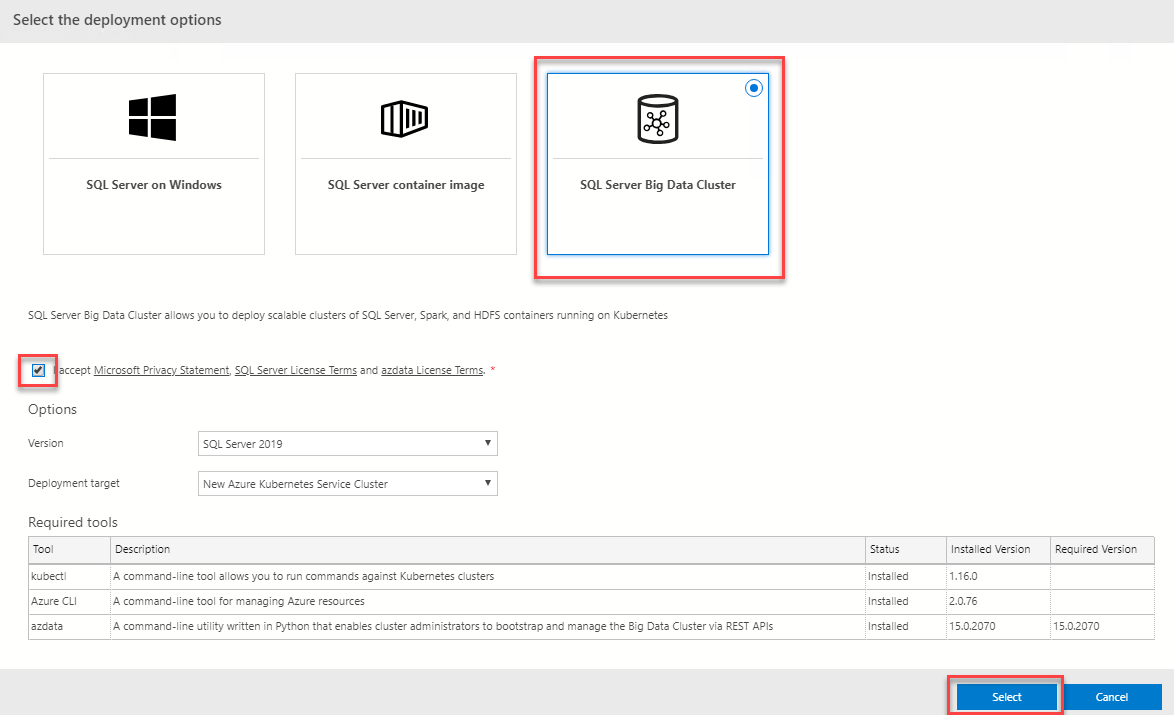 Select the deployment options
SQL Server on Windows
SQL Server container image
SQL Server Big Data Cluster
SQL Server Big Data Cluster allows you to deploy scalable clusters of SQL Server, Spark, and HDFS containers running on Kubernetes
accept Microsoft Privacy Statement, SQL Server License Terms and azdata License Terms. *
Options
Version SQL Server 2019
Deployment target New Azure Kubernetes Service Cluster
Required tools
Tool Description Status Installed Version Required Version
kubectl A command-line tool allows you to run commands against Kubernetes clusters Installed 1.16.0
Azure CLI A command-line tool for managing Azure resources Installed 2.0.76
azdata A command-line utility written in Python that enables cluster administrators to bootstrap and manage the Big Data Cluster via REST APIs Installed 15.0.2070 15.0.2070
Select Cancel